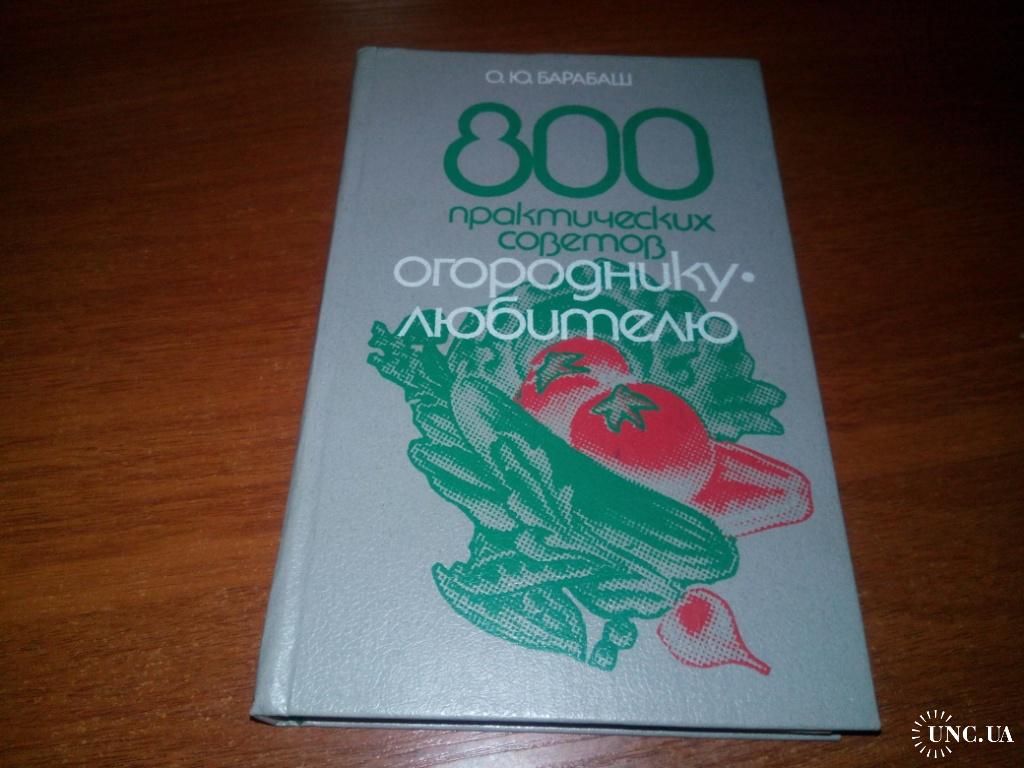 О.Ю. БАРАБАШ
800
практических
советов
огороднику-
любителю
UNC.UA